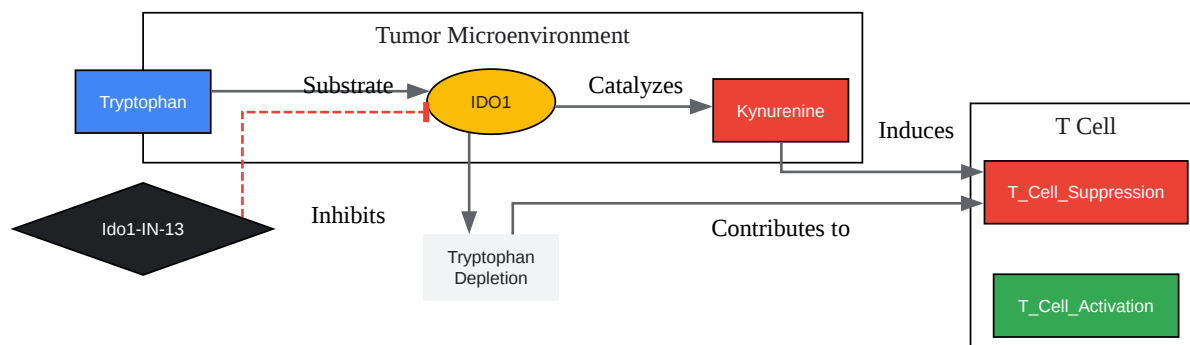 Tumor Microenvironment
Tryptophan
Substrate
IDO1
Catalyzes
Kynurenine
Induces
T Cell
T_Cell_Suppression
Ido1-IN-13
Inhibits
Tryptophan
Depletion
Contributes to
T_Cell_Activation